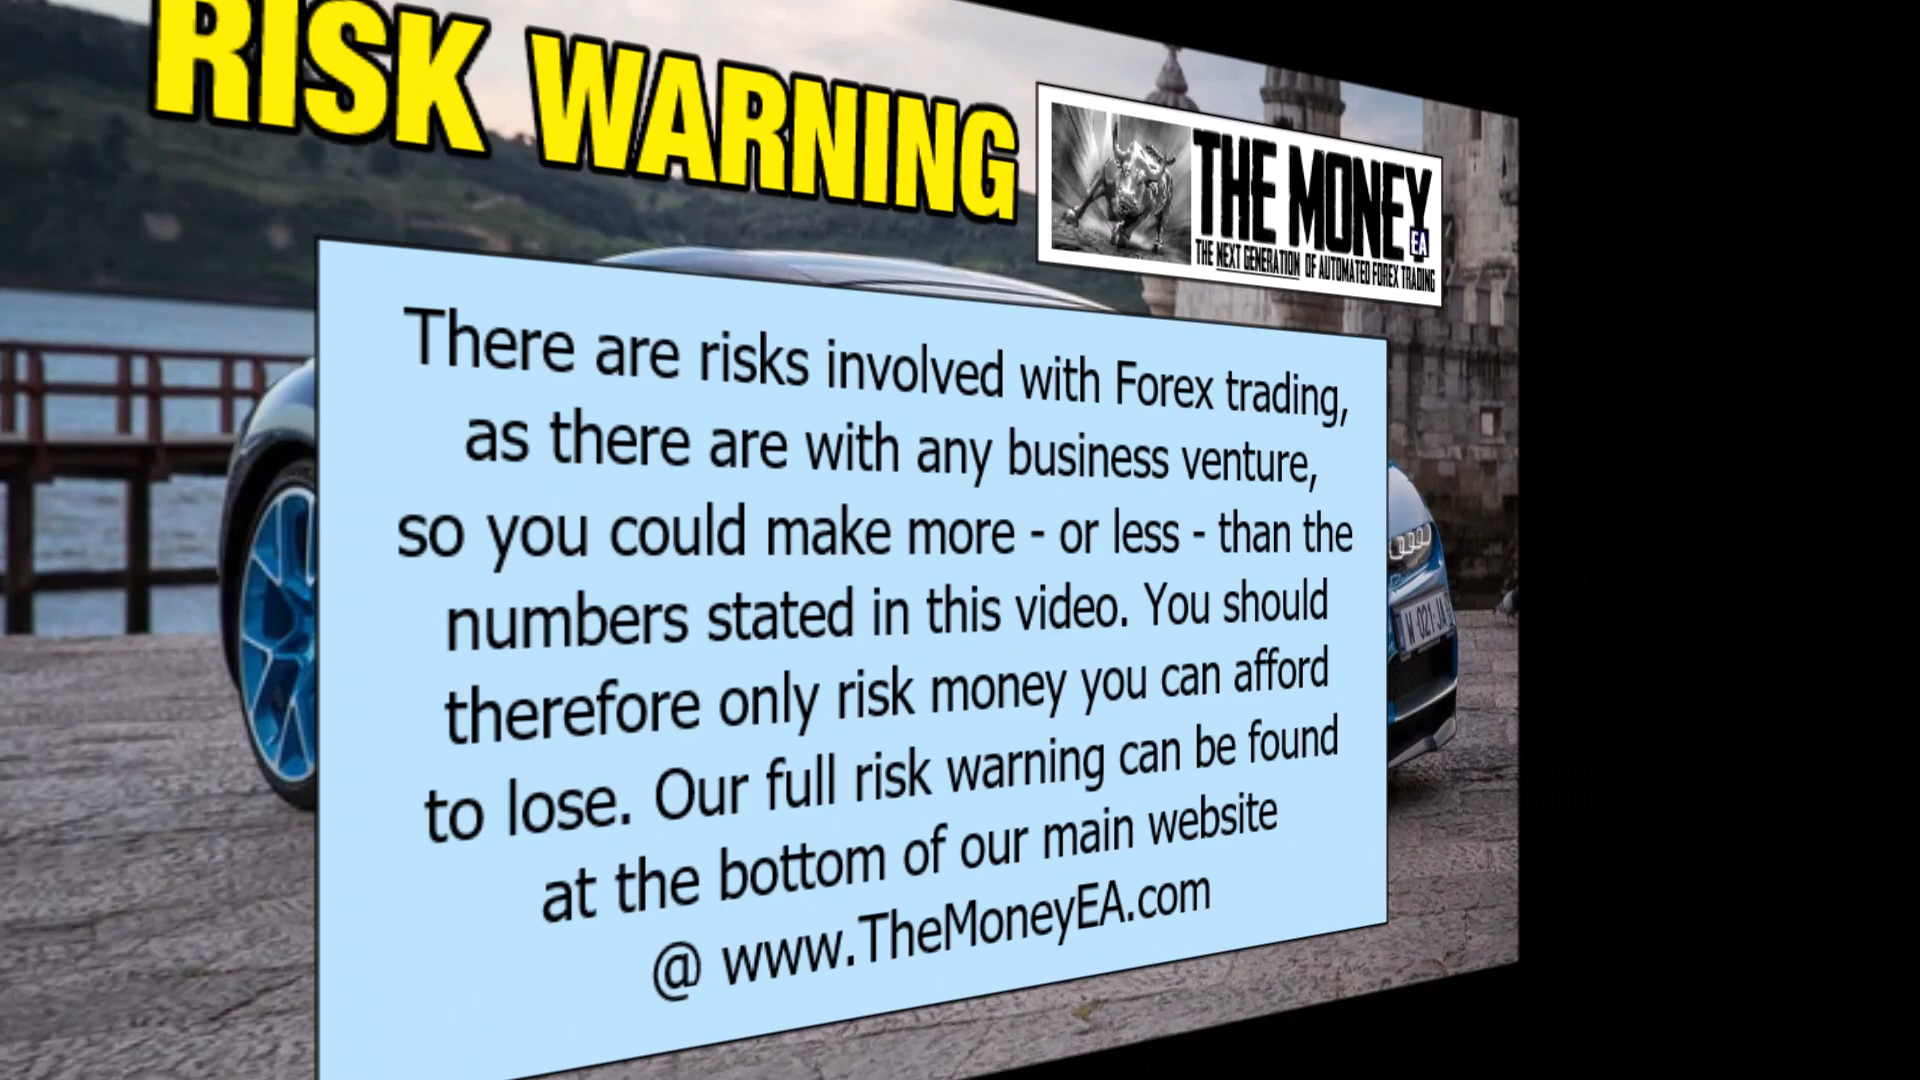 RISK WARNING
THE MONEY
EA
THE NEXT GENERATION OF AUTOMATED FOREX TRADING
There are risks involved with Forex trading,
as there are with any business venture,
so you could make more - or less - than the
numbers stated in this video. You should
therefore only risk money you can afford
to lose. Our full risk warning can be found
at the bottom of our main website
@ www.TheMoneyEA.com
W 021 JA